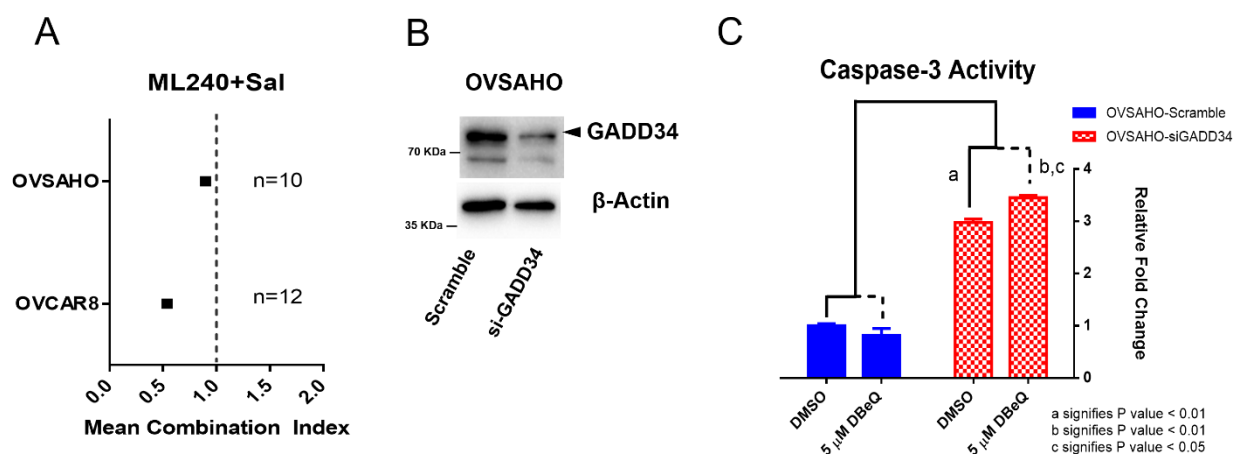 A
ML240+Sal
OVSAHO
n=10
OVCAR8
n=12
0.0
0.5
1.0
1.5
2.0
Mean Combination Index
B
OVSAHO
GADD34
70 KDa
β-Actin
35 KDa
Scramble
si-GADD34
C
Caspase-3 Activity
OVSAHO-Scramble
OVSAHO-siGADD34
a
b,c
4
3
2
1
0
Relative Fold Change
DMSO
5 μM DBeQ
DMSO
5 μM DBeQ
a signifies P value < 0.01
b signifies P value < 0.01
c signifies P value < 0.05